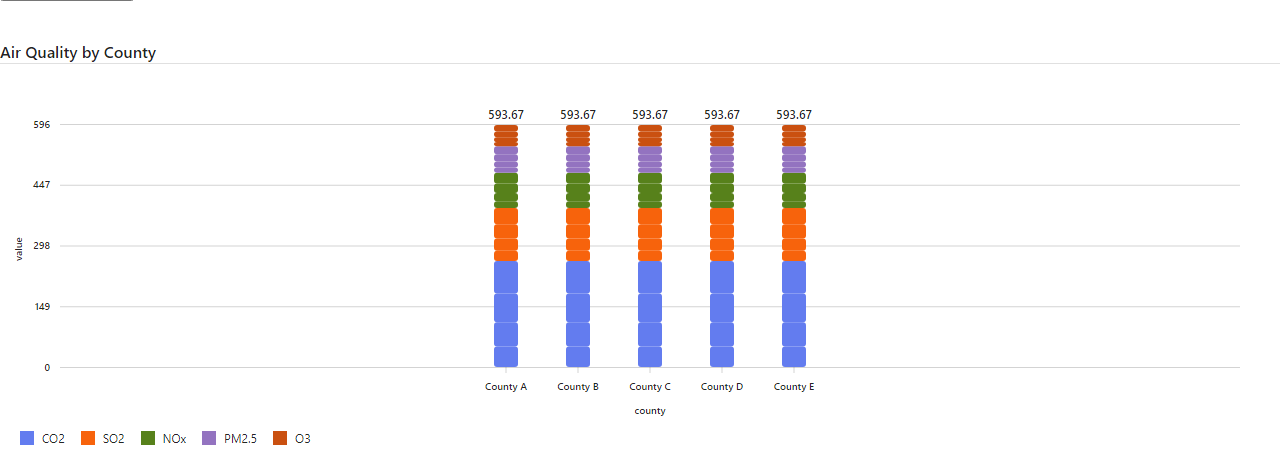 Air Quality by County
593.67 593.67 593.67 593.67 593.67
596
447
298
149
0
value
County A County B County C County D County E
county
CO2 SO2 NOx PM2.5 O3